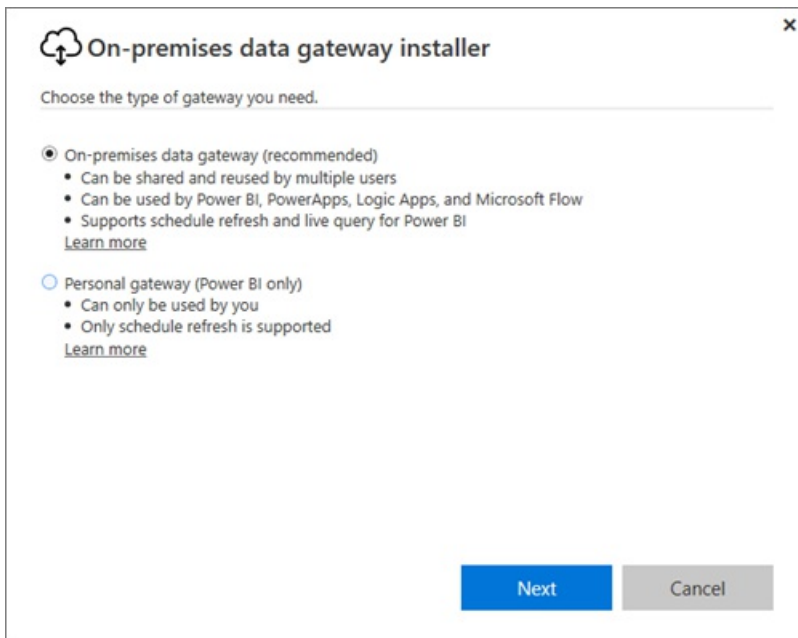 On-premises data gateway installer
Choose the type of gateway you need.
On-premises data gateway (recommended)
• Can be shared and reused by multiple users
• Can be used by Power BI, PowerApps, Logic Apps, and Microsoft Flow
• Supports schedule refresh and live query for Power BI
Learn more
Personal gateway (Power BI only)
• Can only be used by you
• Only schedule refresh is supported
Learn more
Next
Cancel